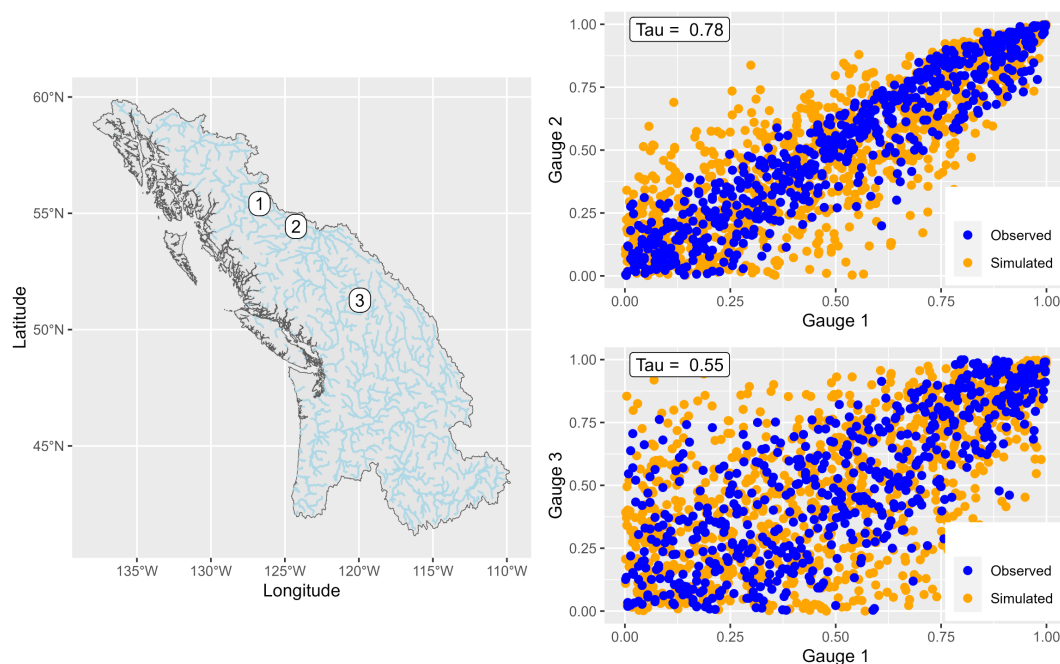 60°N
55°N
50°N
45°N
Latitude
1
2
3
135°W
130°W
125°W
120°W
115°W
110°W
Longitude
Tau = 0.78
1.00
0.75
0.50
0.25
0.00
Gauge 2
Observed
Simulated
0.00
0.25
0.50
0.75
1.00
Gauge 1
Tau = 0.55
1.00
0.75
0.50
0.25
0.00
Gauge 3
Observed
Simulated
0.00
0.25
0.50
0.75
1.00
Gauge 1